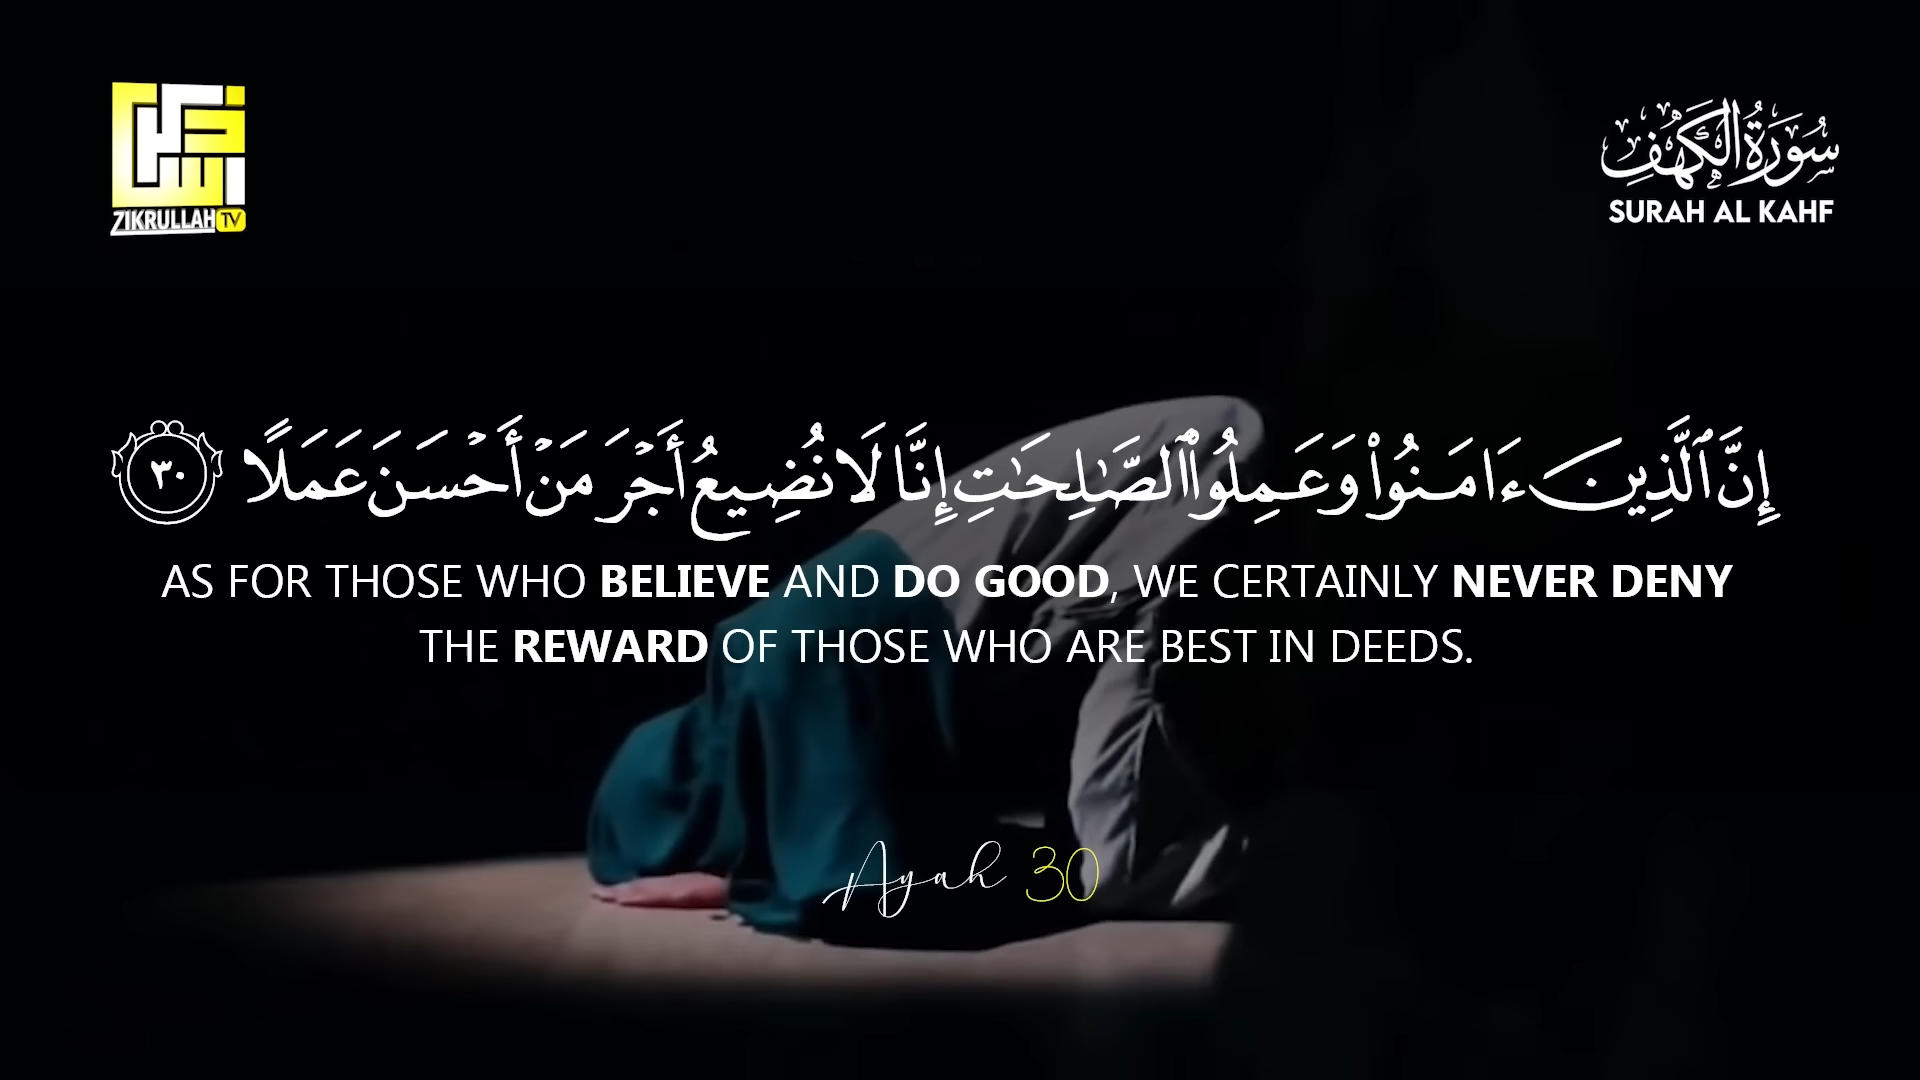 ZIKRULLAH TV
سُورَةُ الكَهْفِ
SURAH AL KAHF
إِنَّ ٱلَّذِينَ ءَامَنُوا۟ وَعَمِلُوا۟ ٱلصَّـٰلِحَـٰتِ إِنَّا لَا نُضِيعُ أَجْرَ مَنْ أَحْسَنَ عَمَلًا ٣٠
AS FOR THOSE WHO BELIEVE AND DO GOOD, WE CERTAINLY NEVER DENY
THE REWARD OF THOSE WHO ARE BEST IN DEEDS.
Ayah 30